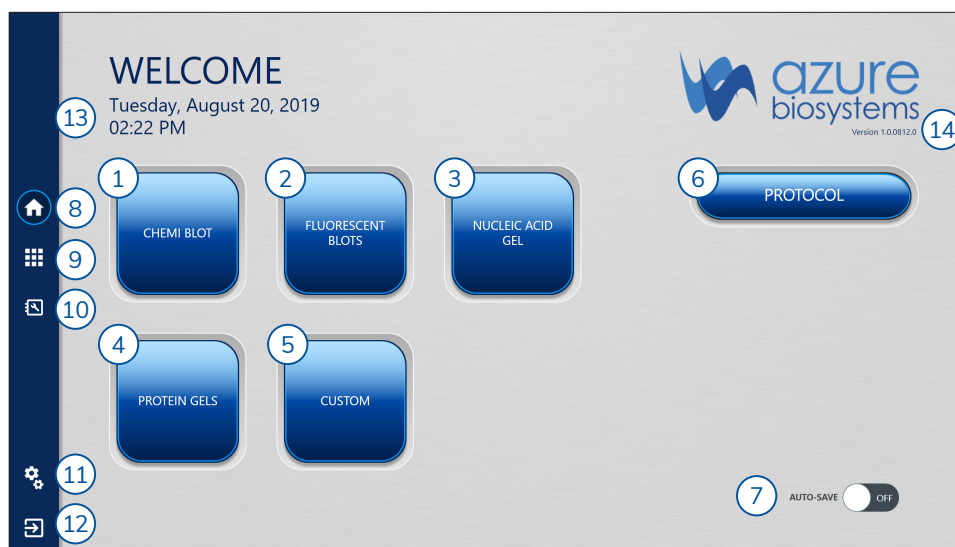 WELCOME
Tuesday, August 20, 2019
02:22 PM
13
azure
biosystems
Version 1.0.0812.0
14
1
CHEMI BLOT
2
FLUORESCENT
BLOTS
3
NUCLEIC ACID
GEL
6
PROTOCOL
8
9
10
4
PROTEIN GELS
5
CUSTOM
11
12
7
AUTO-SAVE
OFF